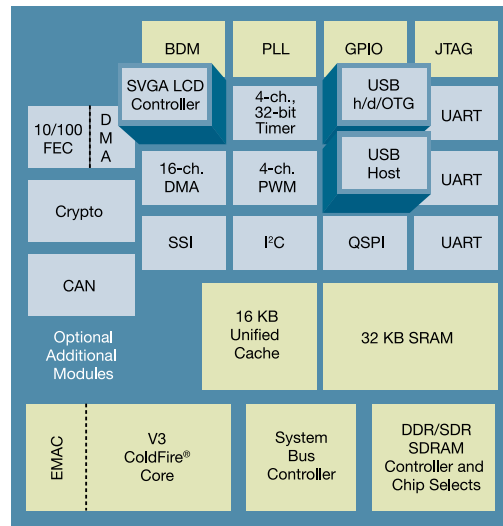 BDM
PLL
GPIO
JTAG
SVGA LCD
Controller
4-ch.,
32-bit
Timer
USB
h/d/OTG
UART
10/100
FEC
D
M
A
16-ch.
DMA
4-ch.
PWM
USB
Host
UART
Crypto
SSI
I²C
QSPI
UART
CAN
Optional
Additional
Modules
16 KB
Unified
Cache
32 KB SRAM
EMAC
V3
ColdFire®
Core
System
Bus
Controller
DDR/SDR
SDRAM
Controller and
Chip Selects